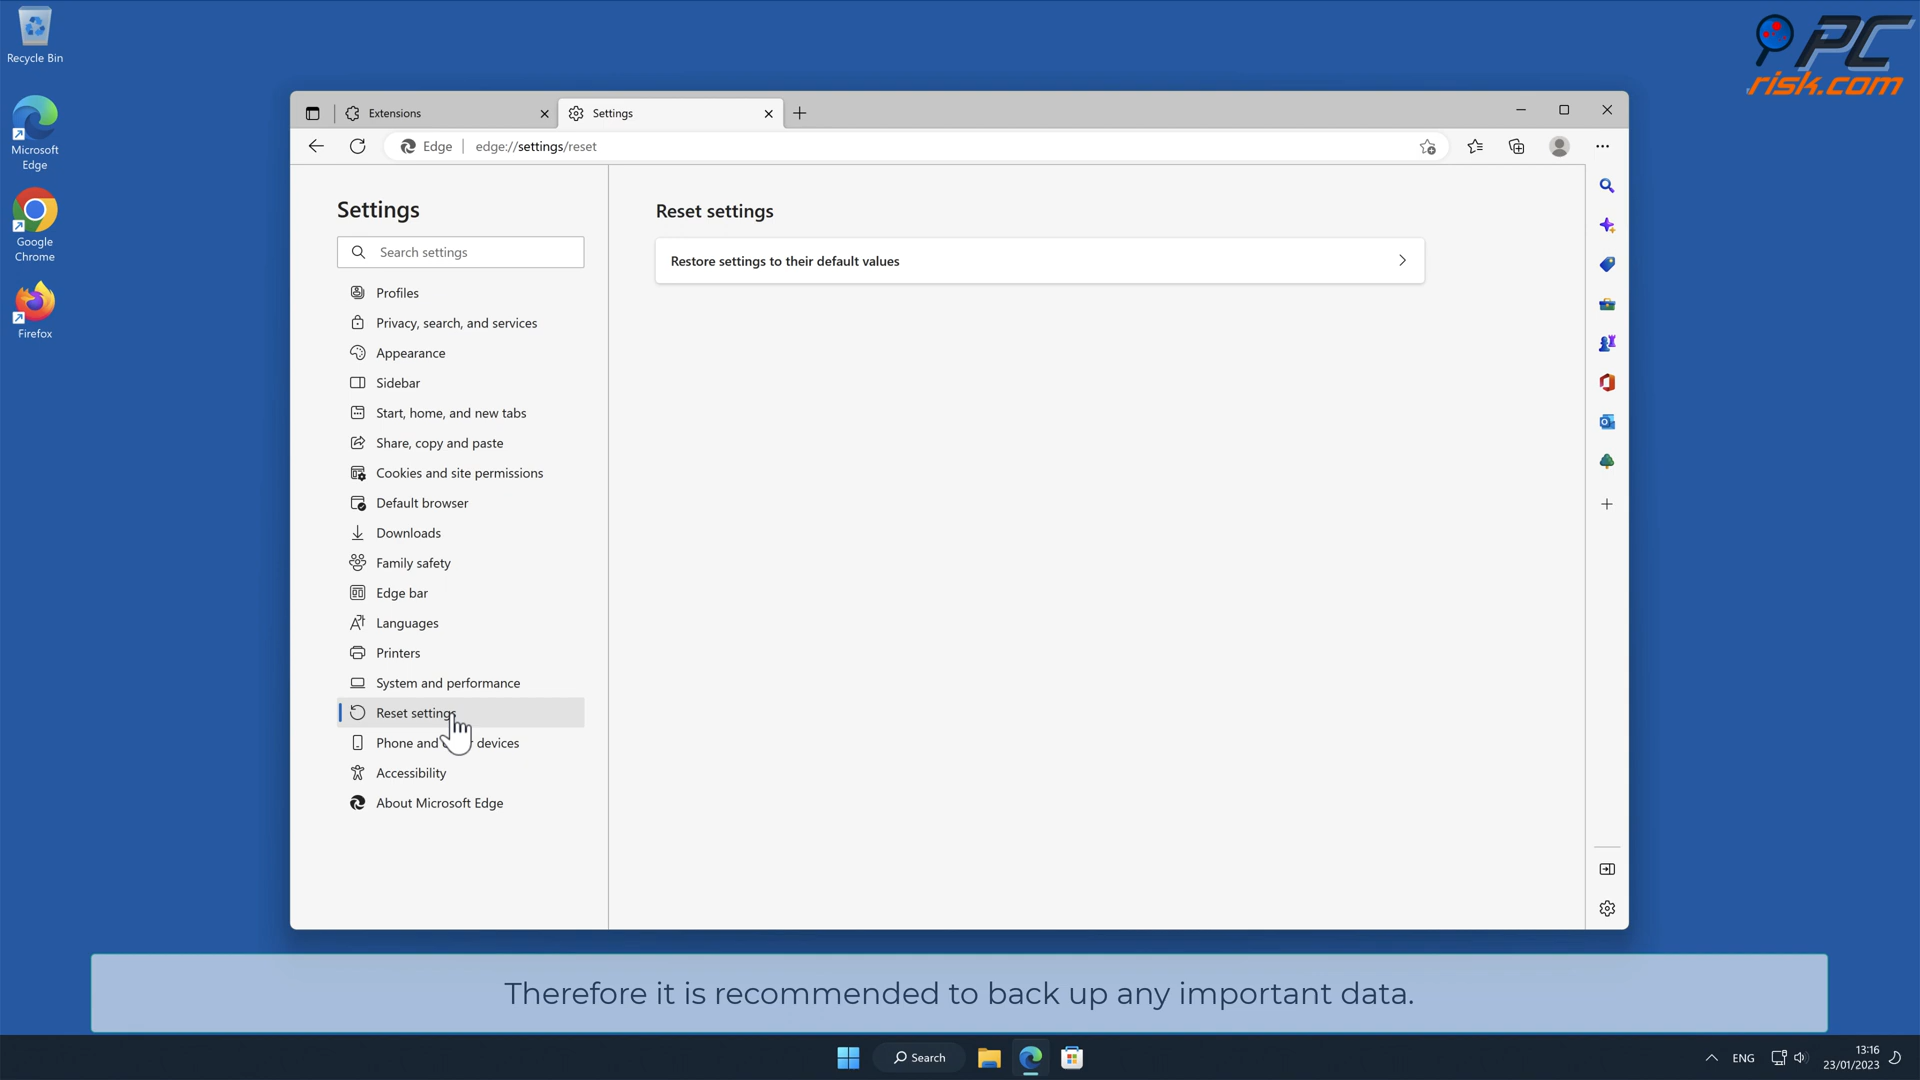 Recycle Bin
Microsoft
Edge
Google
Chrome
Firefox
PC
risk.com
Extensions
Settings
Edge
edge://settings/reset
Settings
Search settings
Profiles
Privacy, search, and services
Appearance
Sidebar
Start, home, and new tabs
Share, copy and paste
Cookies and site permissions
Default browser
Downloads
Family safety
Edge bar
Languages
Printers
System and performance
Reset settings
Phone and devices
Accessibility
About Microsoft Edge
Reset settings
Restore settings to their default values
Therefore it is recommended to back up any important data.
Search
ENG
13:16
23/01/2023